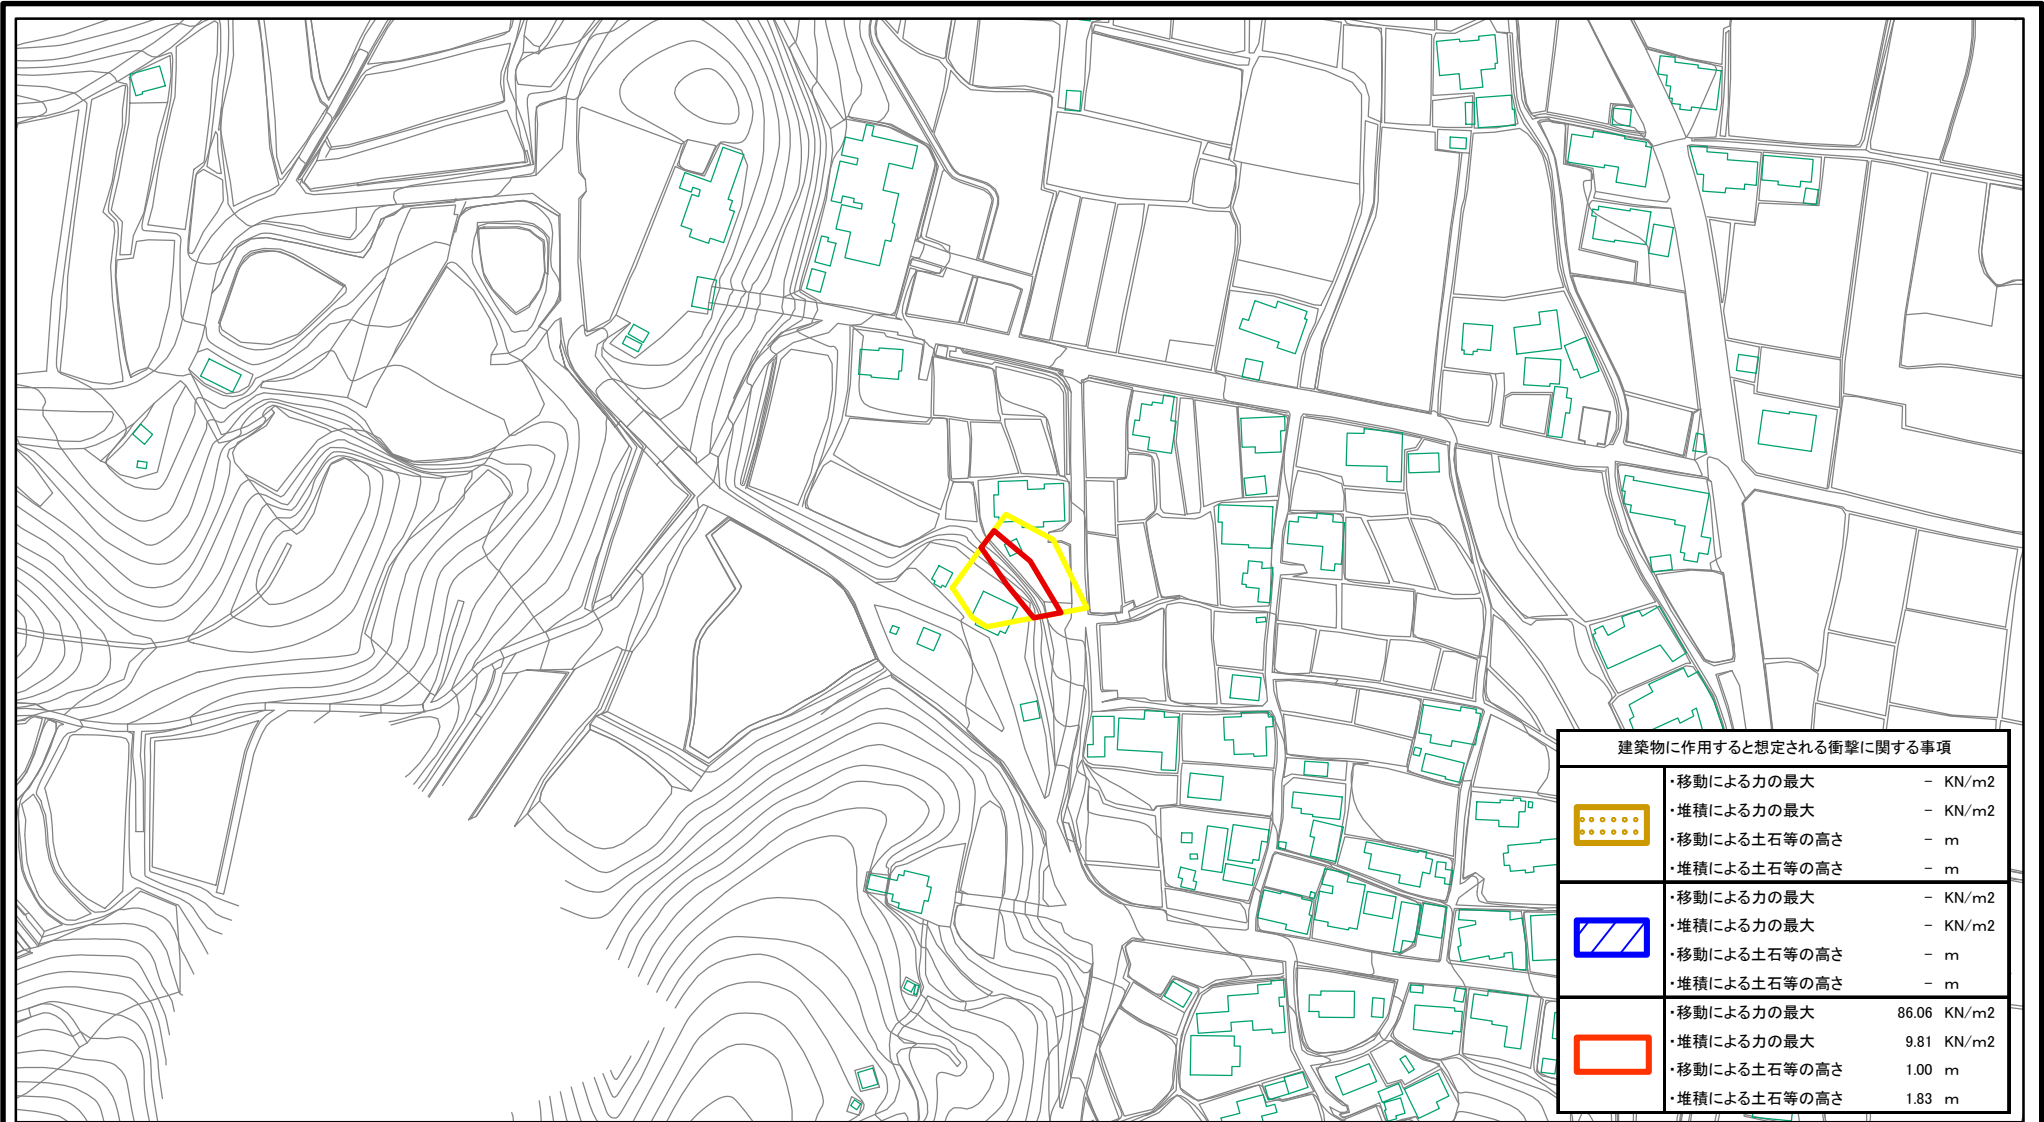 建築物に作用すると想定される衝撃に関する事項
・移動による力の最大 － KN/m2
・堆積による力の最大 － KN/m2
・移動による土石等の高さ － m
・堆積による土石等の高さ － m
・移動による力の最大 － KN/m2
・堆積による力の最大 － KN/m2
・移動による土石等の高さ － m
・堆積による土石等の高さ － m
・移動による力の最大 86.06 KN/m2
・堆積による力の最大 9.81 KN/m2
・移動による土石等の高さ 1.00 m
・堆積による土石等の高さ 1.83 m